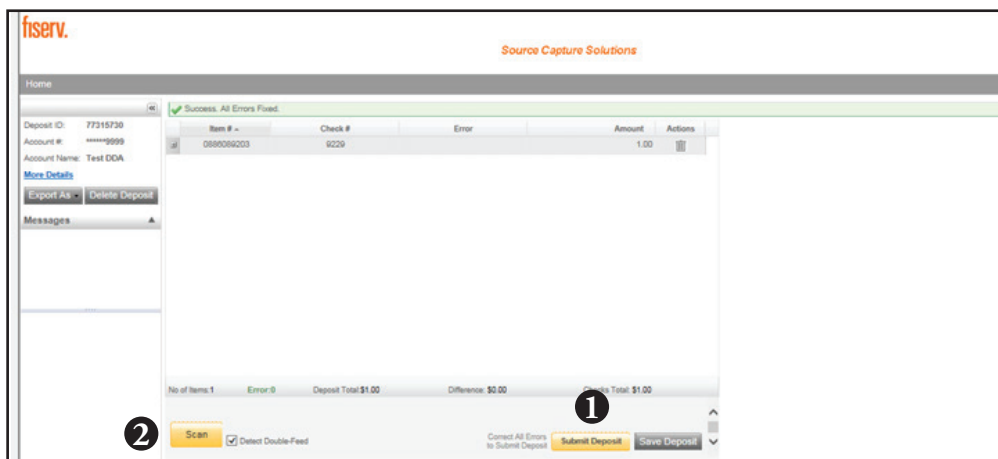 fiserv.
Source Capture Solutions
Home
Success. All Errors Fixed.
Deposit ID: 77315730
Account #: ******9999
Account Name: Test DDA
More Details
Export As Delete Deposit
Messages
Item # Check # Error Amount Actions
0886089203 9229 1.00
No of Items:1 Error:0 Deposit Total:$1.00 Difference: $0.00 Checks Total: $1.00
1
2
Scan
Detect Double-Feed
Correct All Errors
to Submit Deposit
Submit Deposit
Save Deposit